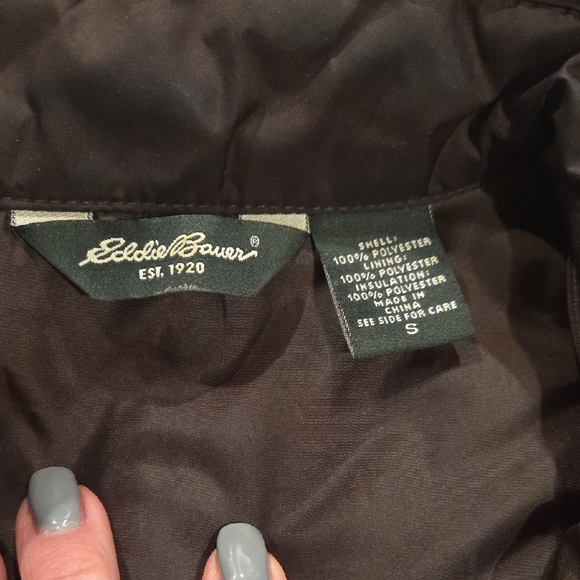 Eddie Bauer ®
EST. 1920
SHELL:
100% POLYESTER
LINING:
100% POLYESTER
INSULATION:
100% POLYESTER
MADE IN
CHINA
SEE SIDE FOR CARE
S